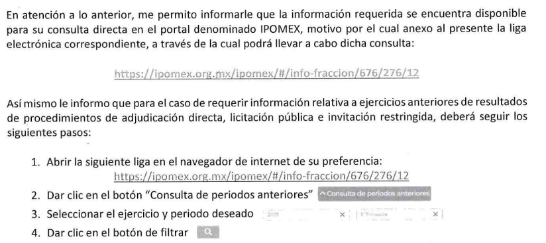 En atención a lo anterior, me permito informarle que la información requerida se encuentra disponible
para su consulta directa en el portal denominado IPOMEX, motivo por el cual anexo al presente la liga
electrónica correspondiente, a través de la cual podrá llevar a cabo dicha consulta:
https://ipomex.org.mx/ipomex/#/info-fraccion/676/276/12
Así mismo le informo que para el caso de requerir información relativa a ejercicios anteriores de resultados
de procedimientos de adjudicación directa, licitación pública e invitación restringida, deberá seguir los
siguientes pasos:
1. Abrir la siguiente liga en el navegador de internet de su preferencia:
https://ipomex.org.mx/ipomex/#/info-fraccion/676/276/12
2. Dar clic en el botón “Consulta de periodos anteriores” Consulta de periodos anteriores
3. Seleccionar el ejercicio y periodo deseado
4. Dar clic en el botón de filtrar